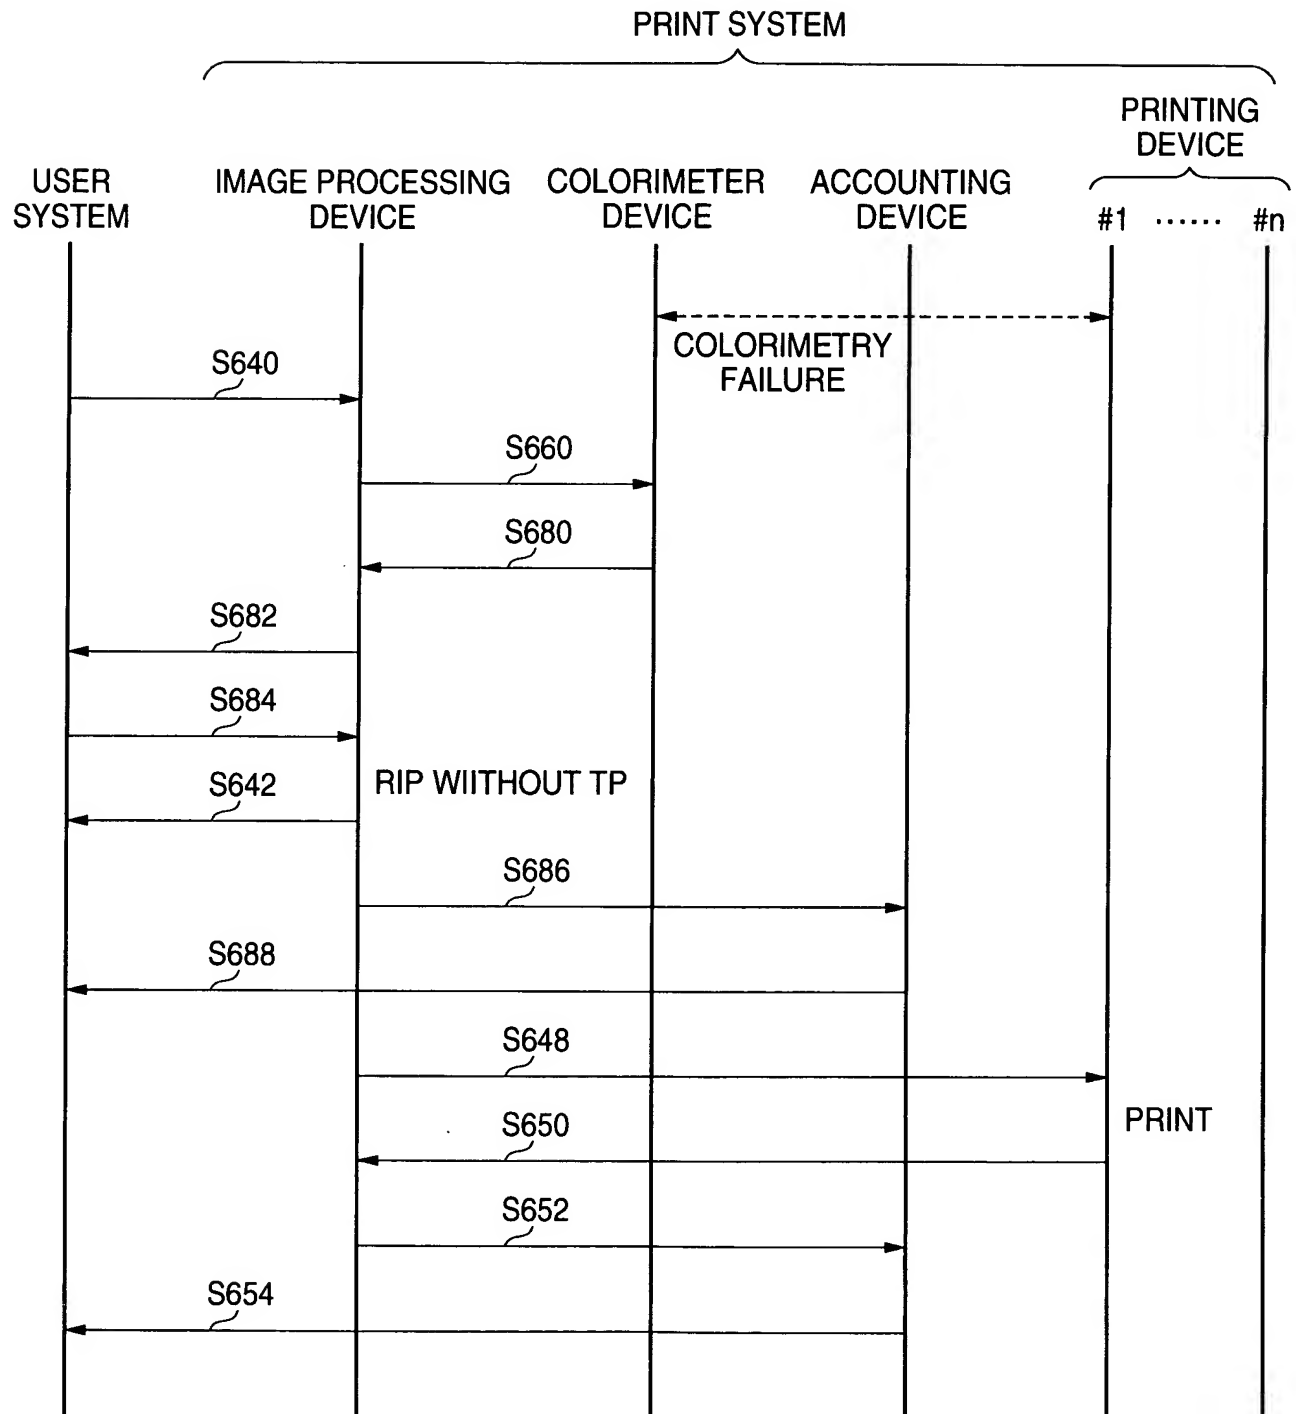 PRINT SYSTEM
PRINTING
DEVICE
USER
SYSTEM
IMAGE PROCESSING
DEVICE
COLORIMETER
DEVICE
ACCOUNTING
DEVICE
#1 ...... #n
COLORIMETRY
FAILURE
S640
S660
S680
S682
S684
S642
RIP WIITHOUT TP
S686
S688
S648
S650
PRINT
S652
S654